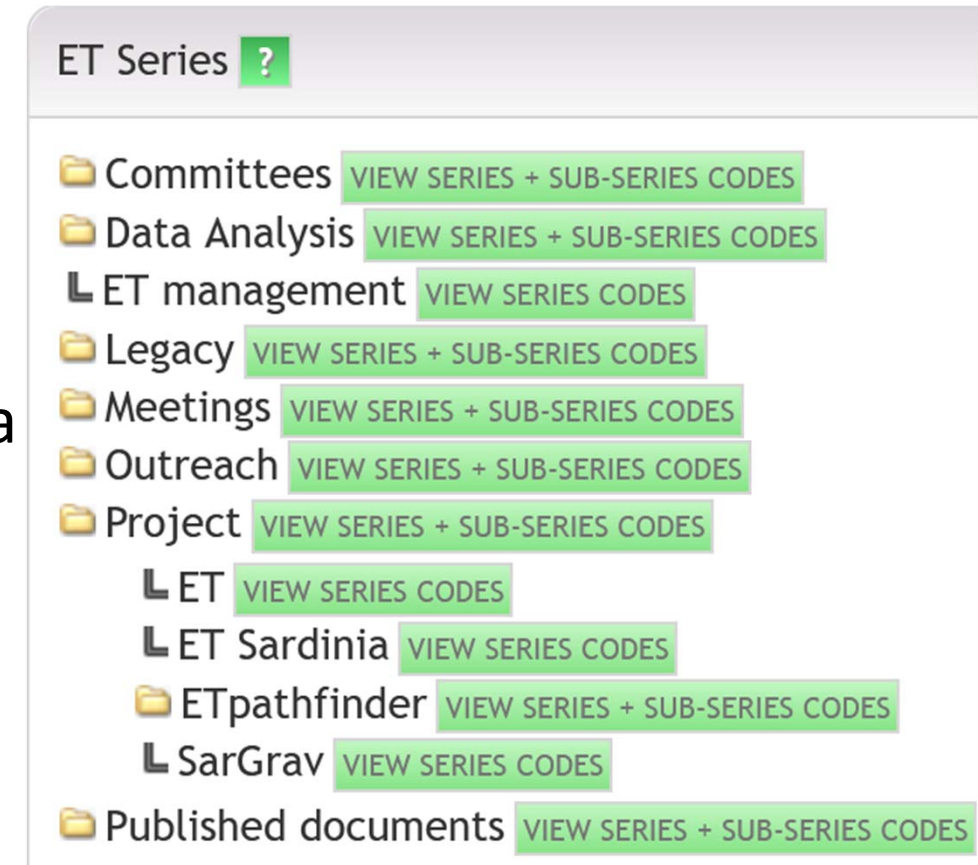 ET Series ?
Committees VIEW SERIES + SUB-SERIES CODES
Data Analysis VIEW SERIES + SUB-SERIES CODES
ET management VIEW SERIES CODES
Legacy VIEW SERIES + SUB-SERIES CODES
a
Meetings VIEW SERIES + SUB-SERIES CODES
Outreach VIEW SERIES + SUB-SERIES CODES
Project VIEW SERIES + SUB-SERIES CODES
ET VIEW SERIES CODES
ET Sardinia VIEW SERIES CODES
ETpathfinder VIEW SERIES + SUB-SERIES CODES
SarGrav VIEW SERIES CODES
Published documents VIEW SERIES + SUB-SERIES CODES